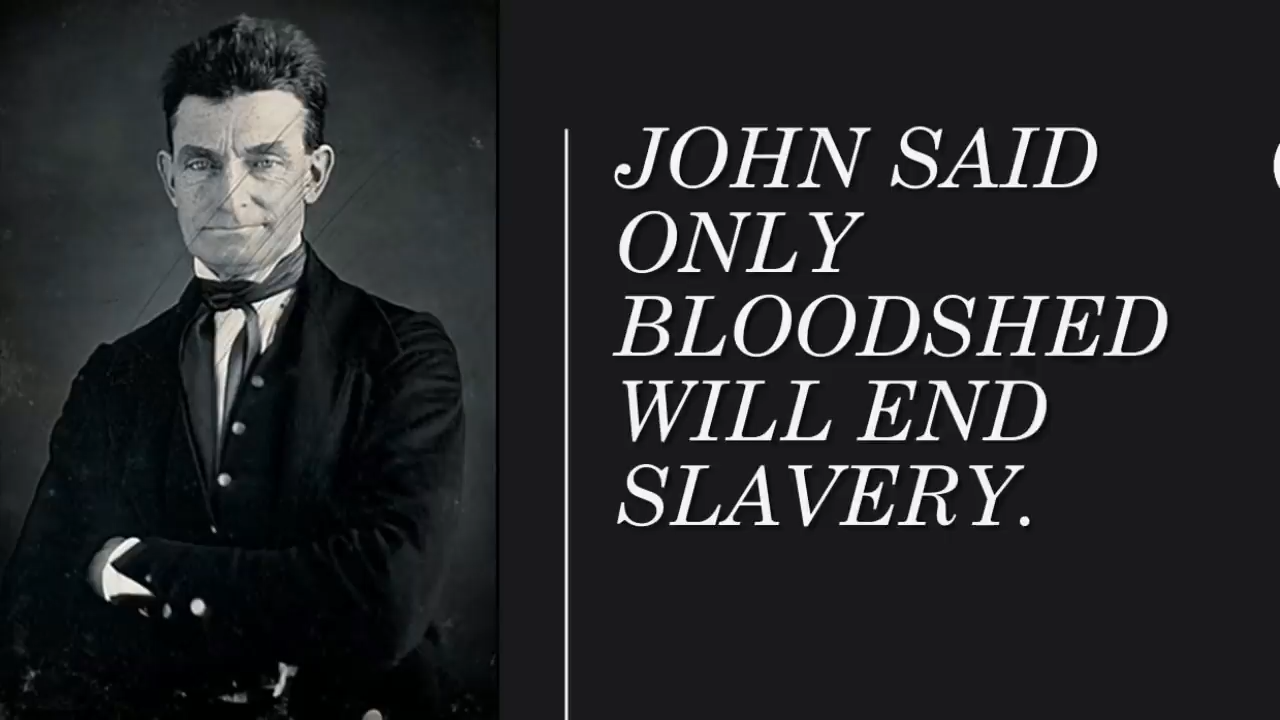 JOHN SAID
ONLY
BLOODSHED
WILL END
SLAVERY.